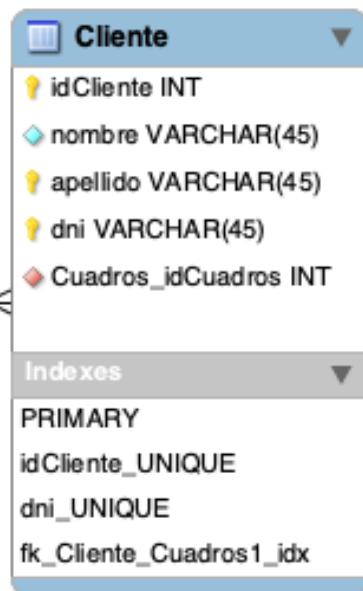 Cliente
idCliente INT
nombre VARCHAR(45)
apellido VARCHAR(45)
dni VARCHAR(45)
Cuadros_idCuadros INT
Indexes
PRIMARY
idCliente_UNIQUE
dni_UNIQUE
fk_Cliente_Cuadros1_idx